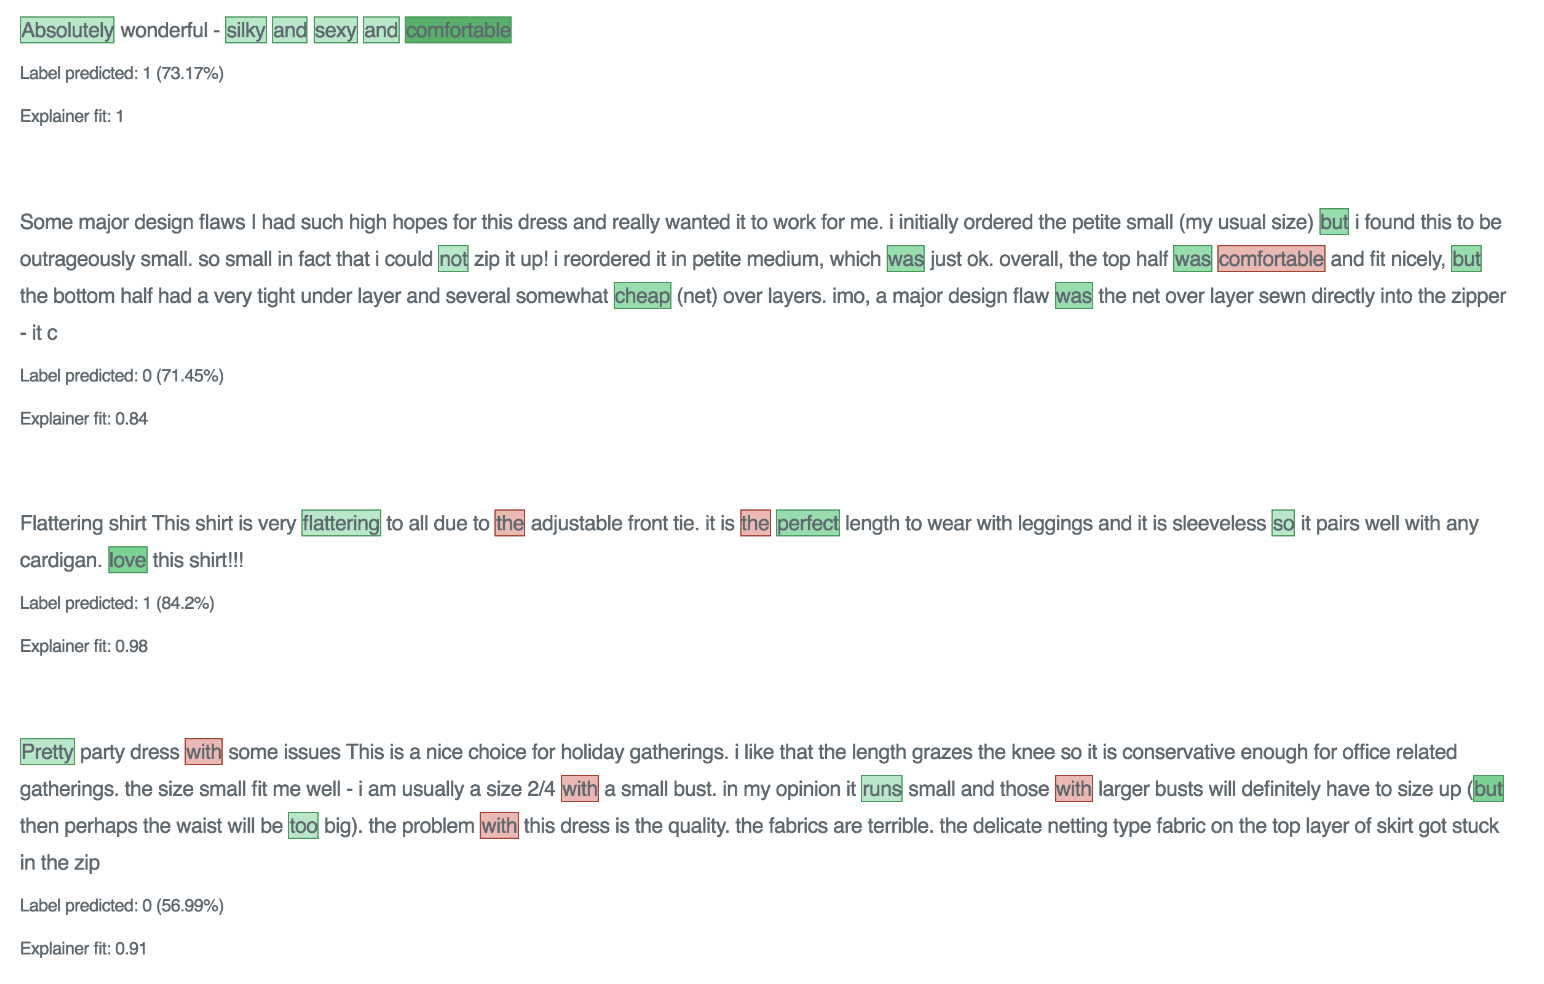 Absolutely wonderful - silky and sexy and comfortable
Label predicted: 1 (73.17%)
Explainer fit: 1
Some major design flaws I had such high hopes for this dress and really wanted it to work for me. i initially ordered the petite small (my usual size) but i found this to be
outrageously small. so small in fact that i could not zip it up! i reordered it in petite medium, which was just ok. overall, the top half was comfortable and fit nicely, but
the bottom half had a very tight under layer and several somewhat cheap (net) over layers. imo, a major design flaw was the net over layer sewn directly into the zipper
- it c
Label predicted: 0 (71.45%)
Explainer fit: 0.84
Flattering shirt This shirt is very flattering to all due to the adjustable front tie. it is the perfect length to wear with leggings and it is sleeveless so it pairs well with any
cardigan. love this shirt!!!
Label predicted: 1 (84.2%)
Explainer fit: 0.98
Pretty party dress with some issues This is a nice choice for holiday gatherings. i like that the length grazes the knee so it is conservative enough for office related
gatherings. the size small fit me well - i am usually a size 2/4 with a small bust. in my opinion it runs small and those with larger busts will definitely have to size up (but
then perhaps the waist will be too big). the problem with this dress is the quality. the fabrics are terrible. the delicate netting type fabric on the top layer of skirt got stuck
in the zip
Label predicted: 0 (56.99%)
Explainer fit: 0.91